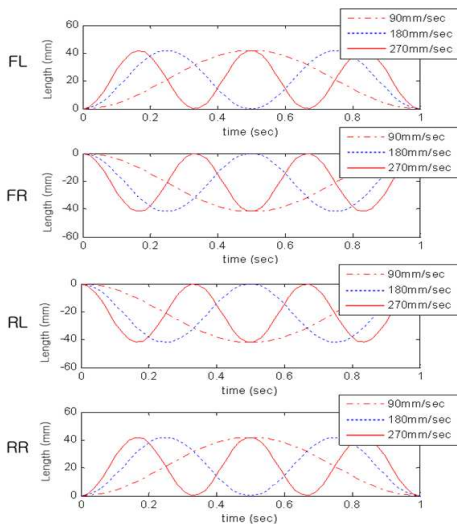 FL
Length (mm)
60
40
20
0
0 0.2 0.4 0.6 0.8 1
time (sec)
90mm/sec
180mm/sec
270mm/sec
FR
Length (mm)
0
-20
-40
-60
0 0.2 0.4 0.6 0.8 1
time (sec)
90mm/sec
180mm/sec
270mm/sec
RL
Length (mm)
0
-20
-40
-60
0 0.2 0.4 0.6 0.8 1
time (sec)
90mm/sec
180mm/sec
270mm/sec
RR
Length (mm)
60
40
20
0
0 0.2 0.4 0.6 0.8 1
time (sec)
90mm/sec
180mm/sec
270mm/sec